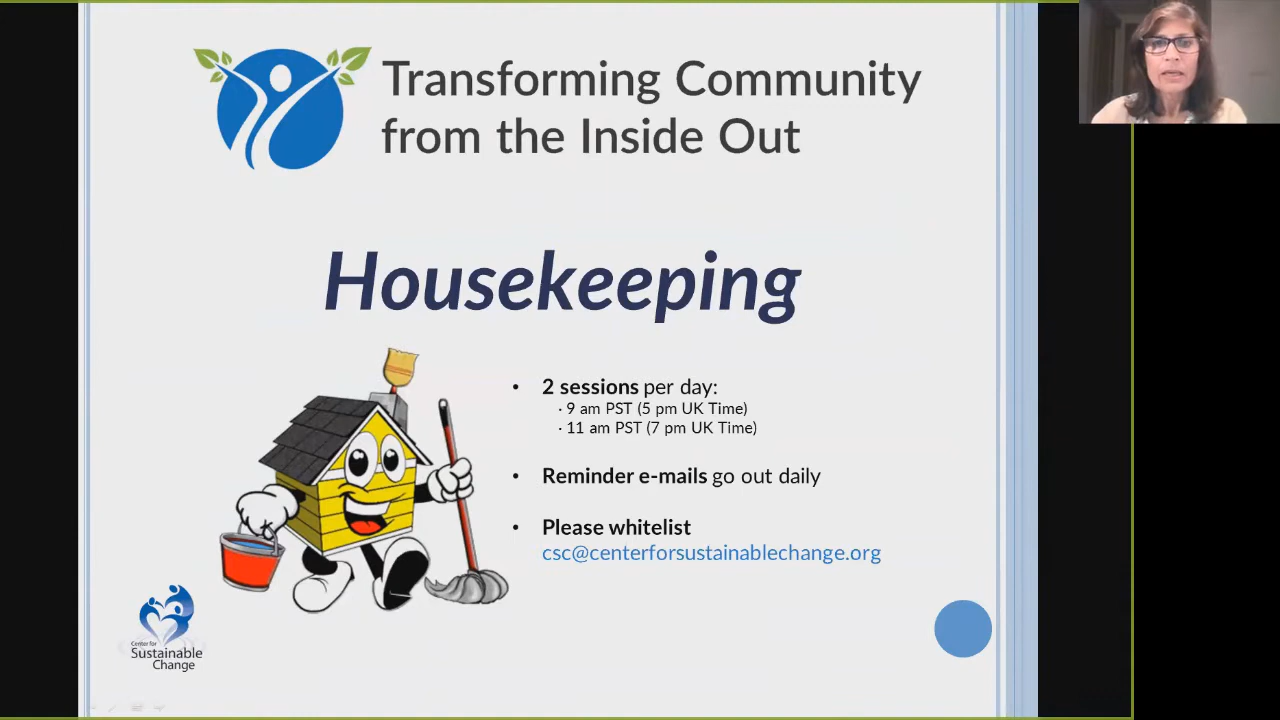 Transforming Community
from the Inside Out
Housekeeping
• 2 sessions per day:
· 9 am PST (5 pm UK Time)
· 11 am PST (7 pm UK Time)
• Reminder e-mails go out daily
• Please whitelist
csc@centerforsustainablechange.org
Center for
Sustainable
Change